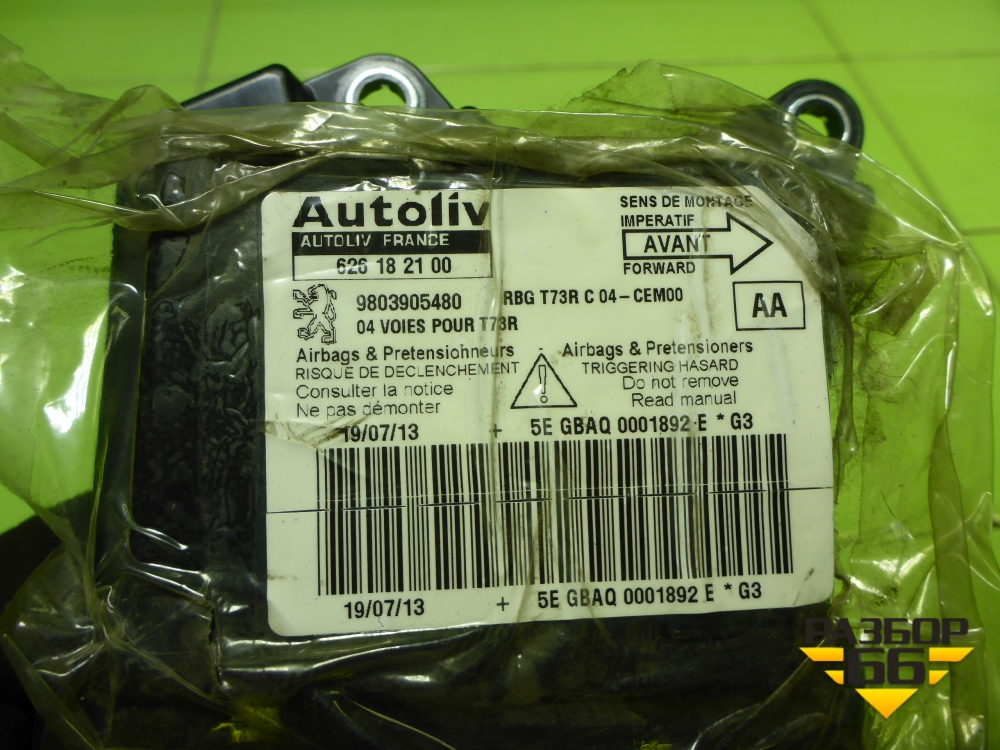 Autoliv
AUTOLIV FRANCE
626 18 21 00
SENS DE MONTAGE
IMPERATIF
AVANT
FORWARD
9803905480 RBG T73R C 04-CEM00
04 VOIES POUR T73R
AA
Airbags & Pretensiohneurs - Airbags & Pretensioners
RISQUE DE DECLENCHEMENT ! TRIGGERING HASARD
Consulter la notice Do not remove
Ne pas démonter Read manual
19/07/13 + 5E GBAQ 0001892 E * G3
19/07/13 + 5E GBAQ 0001892 E * G3
РАЗБОР
66